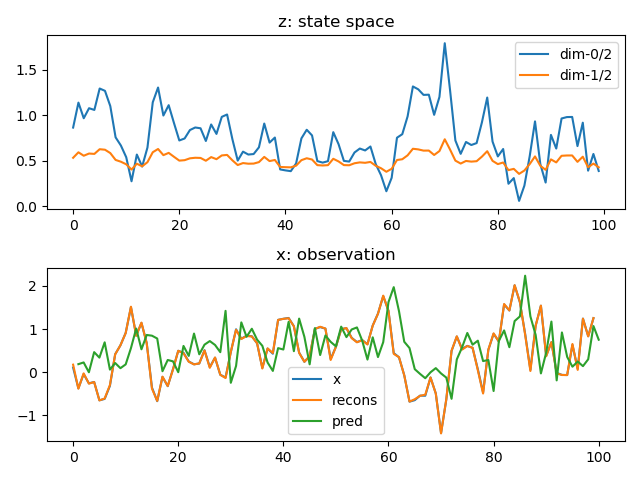 z: state space
dim-0/2
dim-1/2
1.5
1.0
0.5
0.0
0 20 40 60 80 100
x: observation
2
1
0
−1
x
recons
pred
0 20 40 60 80 100